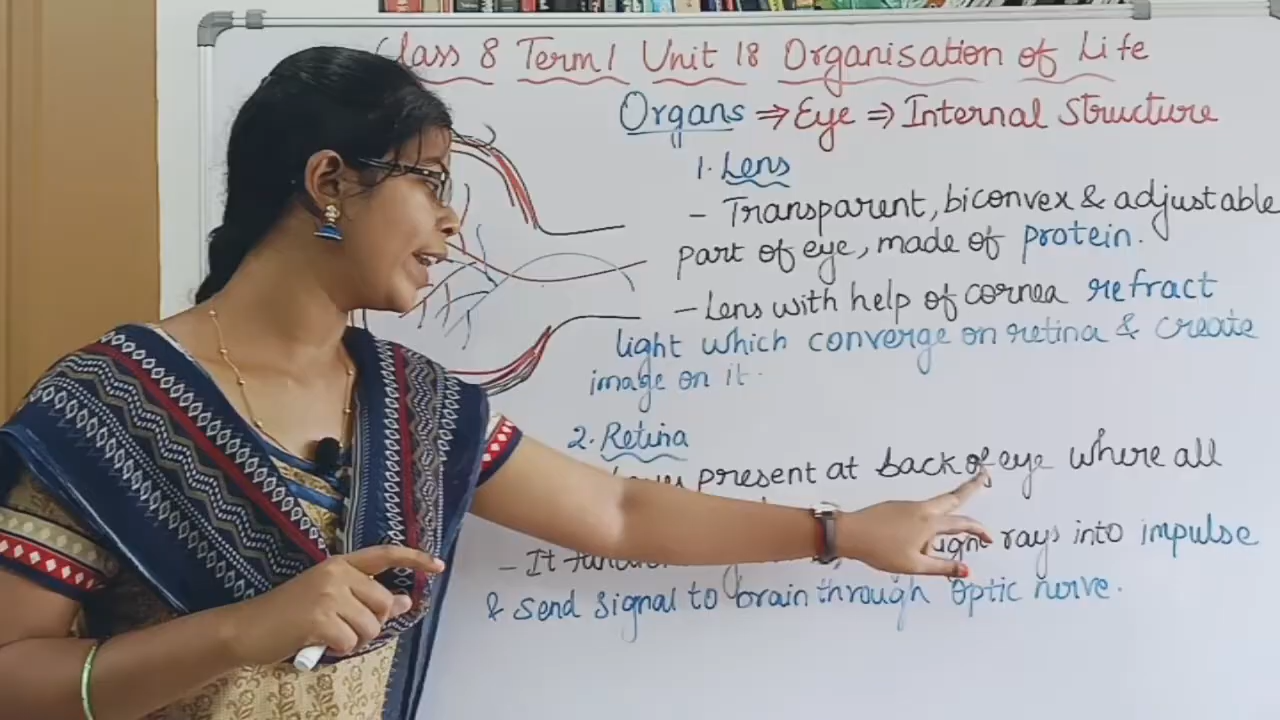 Class 8 Term 1 Unit 18 Organisation of Life
Organs ⇒ Eye ⇒ Internal Structure
1. Lens
- Transparent, biconvex & adjustable
part of eye, made of protein.
- Lens with help of cornea refract
light which converge on retina & create
image on it.
2. Retina
present at back of eye where all
- It rays into impulse
& send signal to brain through optic nerve.